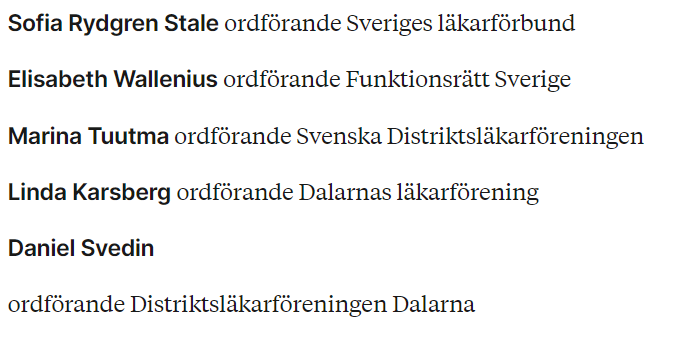 Sofia Rydgren Stale ordförande Sveriges läkarförbund
Elisabeth Wallenius ordförande Funktionsrätt Sverige
Marina Tuutma ordförande Svenska Distriktsläkarföreningen
Linda Karsberg ordförande Dalarnas läkarförening
Daniel Svedin
ordförande Distriktsläkarföreningen Dalarna